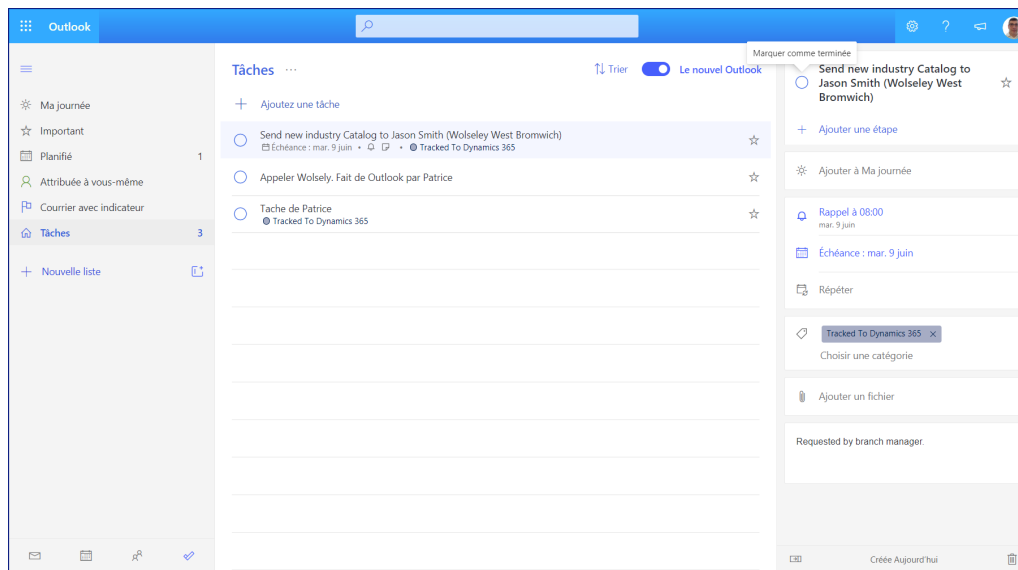 Outlook
Marquer comme terminée
Ma journée
Important
Planifié 1
Attribuée à vous-même
Courrier avec indicateur
Tâches 3
Nouvelle liste
Tâches ...
Trier
Le nouvel Outlook
Ajoutez une tâche
Send new industry Catalog to Jason Smith (Wolseley West Bromwich)
Échéance : mar. 9 juin • • Tracked To Dynamics 365
Appeler Wolsely. Fait de Outlook par Patrice
Tache de Patrice
Tracked To Dynamics 365
Send new industry Catalog to
Jason Smith (Wolseley West
Bromwich)
Ajouter une étape
Ajouter à Ma journée
Rappel à 08:00
mar. 9 juin
Échéance : mar. 9 juin
Répéter
Tracked To Dynamics 365
Choisir une catégorie
Ajouter un fichier
Requested by branch manager.
Créée Aujourd'hui